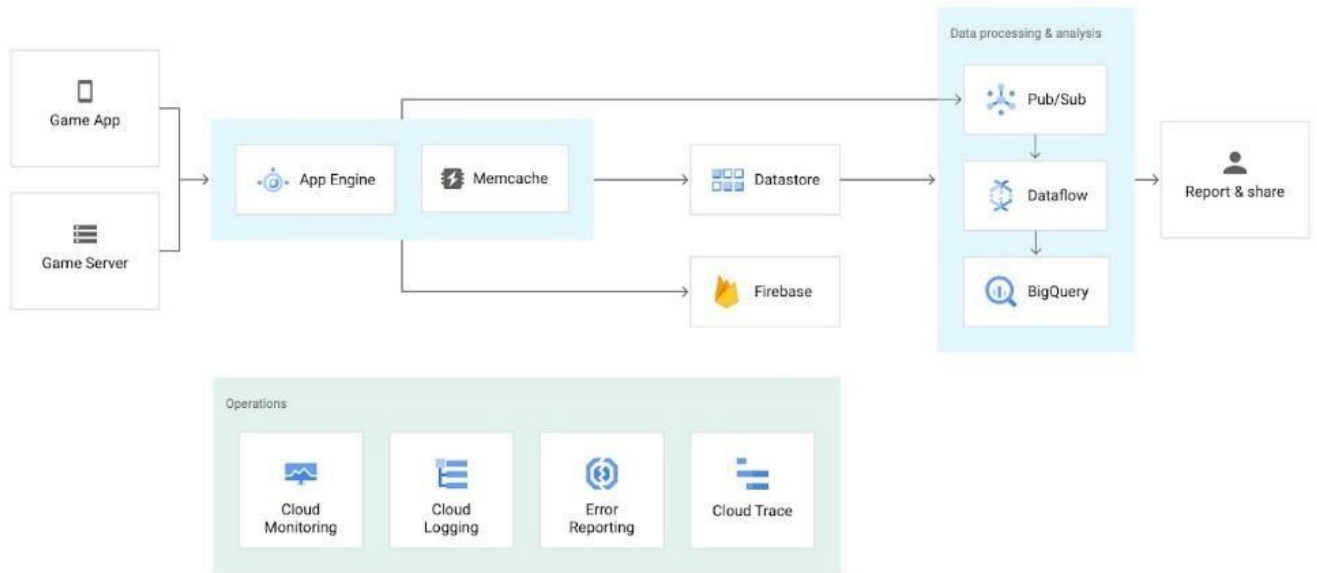 Data processing & analysis
Game App
Pub/Sub
App Engine
Memcache
Datastore
Dataflow
Report & share
Game Server
Firebase
BigQuery
Operations
Cloud
Monitoring
Cloud
Logging
Error
Reporting
Cloud Trace